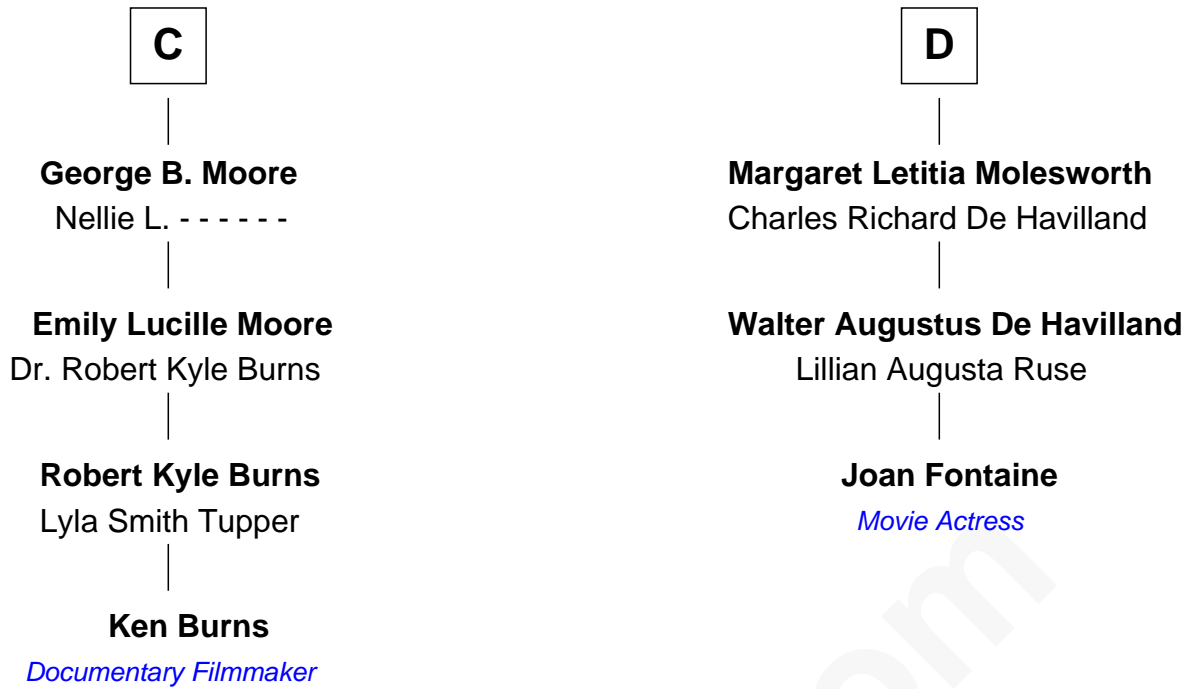 C
George B. Moore
Nellie L. - - - - - -
Emily Lucille Moore
Dr. Robert Kyle Burns
Robert Kyle Burns
Lyla Smith Tupper
Ken Burns
Documentary Filmmaker
D
Margaret Letitia Molesworth
Charles Richard De Havilland
Walter Augustus De Havilland
Lillian Augusta Ruse
Joan Fontaine
Movie Actress
om